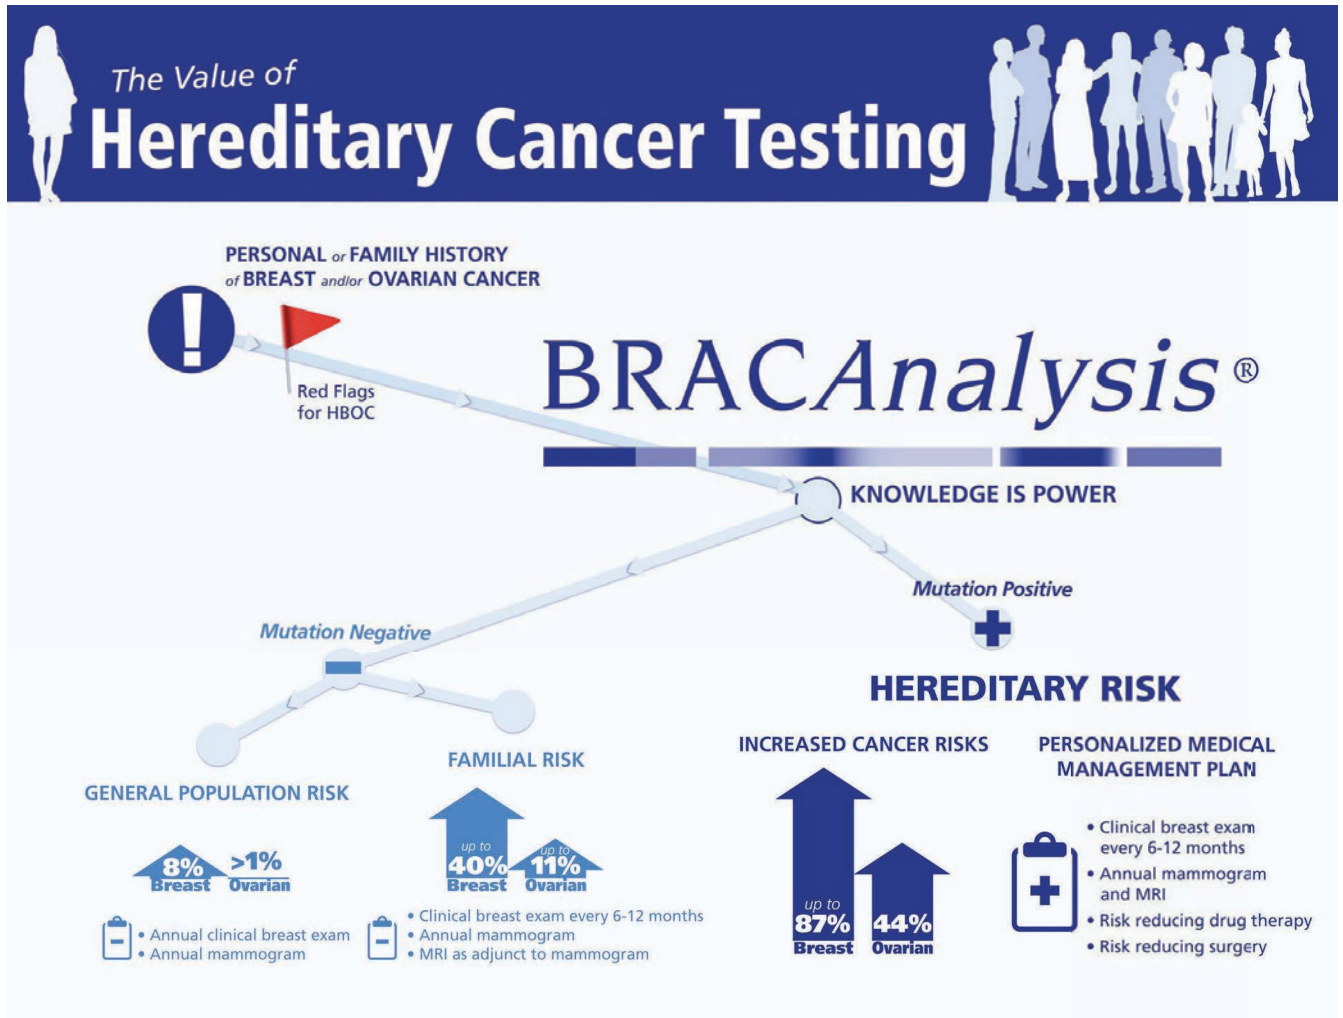 The Value of
Hereditary Cancer Testing
PERSONAL or FAMILY HISTORY
of BREAST and/or OVARIAN CANCER
!
Red Flags
for HBOC
BRACAnalysis®
KNOWLEDGE IS POWER
Mutation Positive
Mutation Negative
HEREDITARY RISK
FAMILIAL RISK
GENERAL POPULATION RISK
8%
Breast
>1%
Ovarian
• Annual clinical breast exam
• Annual mammogram
up to
40%
Breast
up to
11%
Ovarian
• Clinical breast exam every 6-12 months
• Annual mammogram
• MRI as adjunct to mammogram
INCREASED CANCER RISKS
up to
87%
Breast
44%
Ovarian
PERSONALIZED MEDICAL
MANAGEMENT PLAN
• Clinical breast exam
every 6-12 months
• Annual mammogram
and MRI
• Risk reducing drug therapy
• Risk reducing surgery